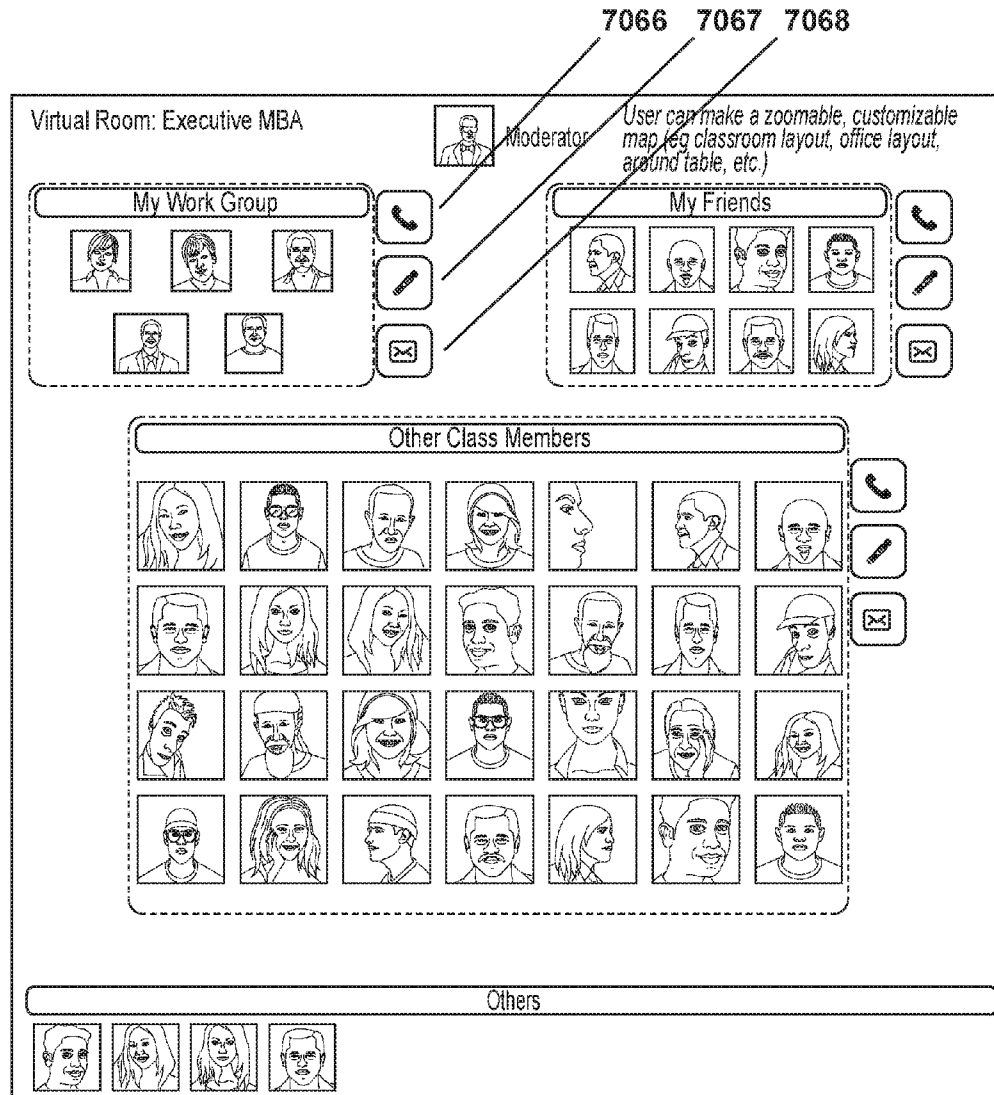 7066 7067 7068
Virtual Room: Executive MBA
Moderator
User can make a zoomable, customizable
map (eg classroom layout, office layout,
around table, etc.)
My Work Group
My Friends
Other Class Members
Others